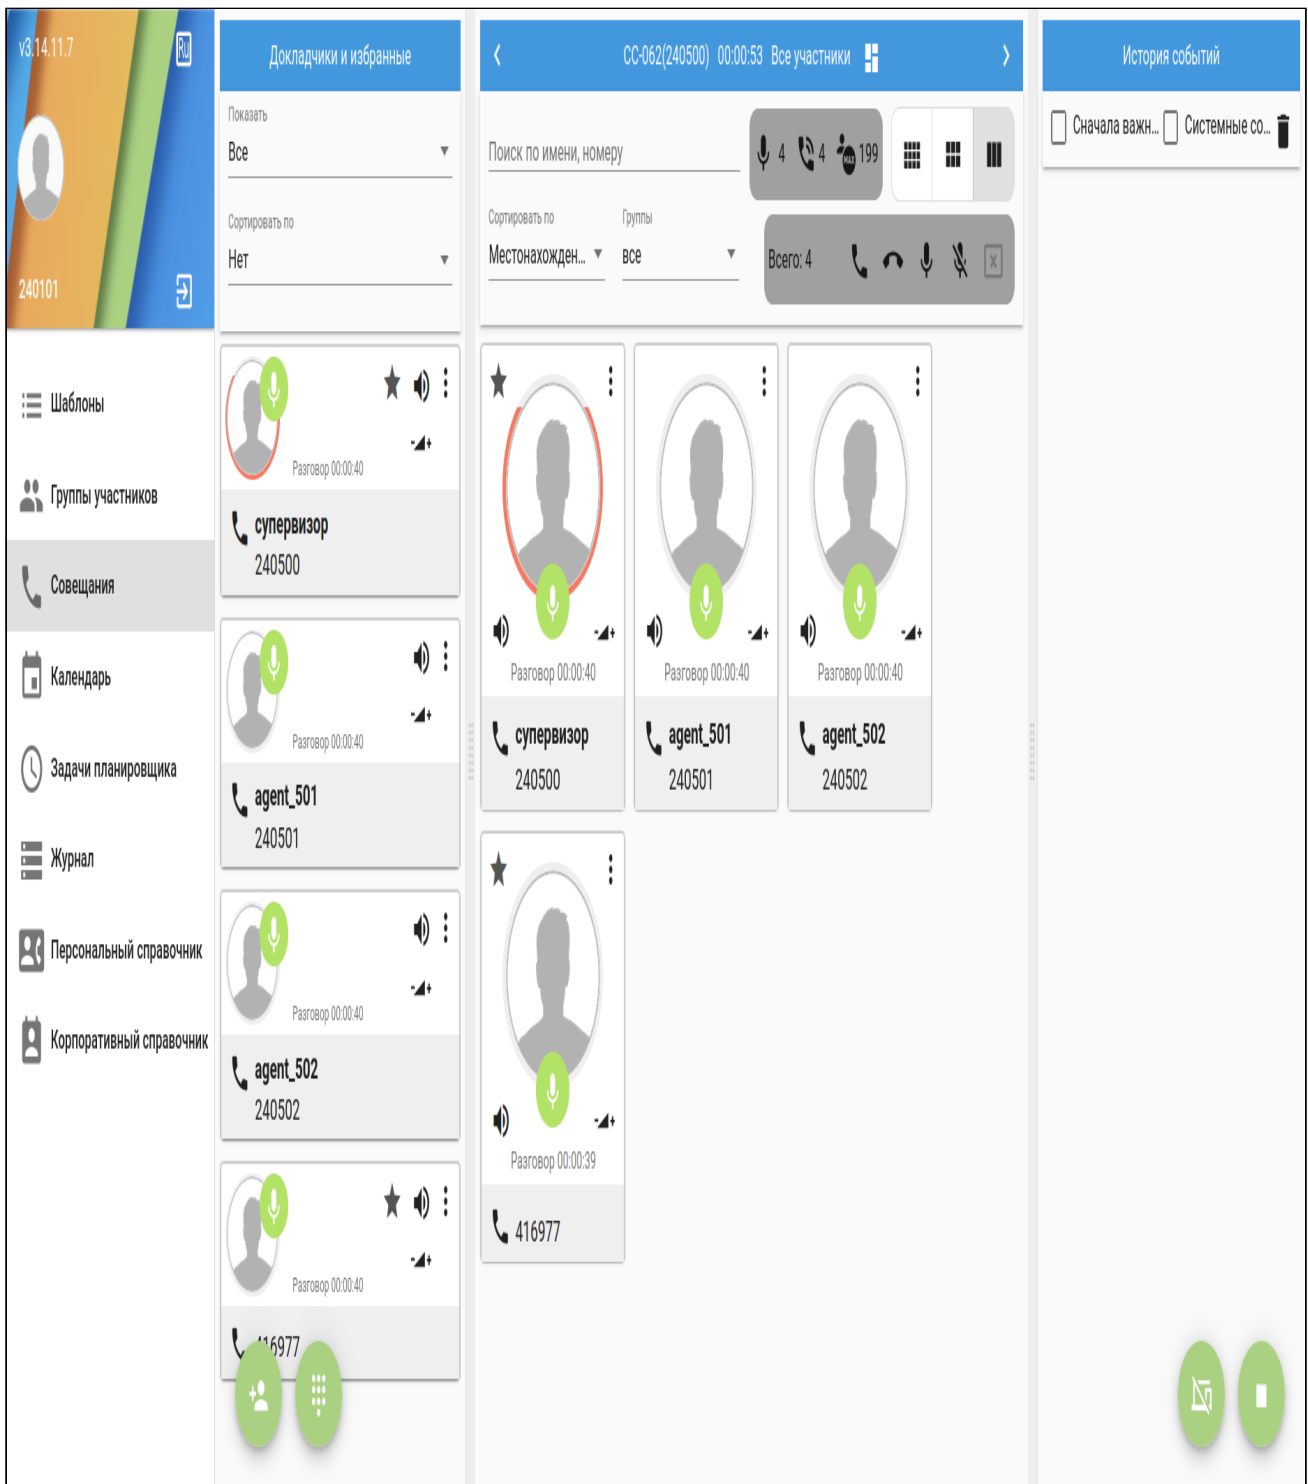 v3.14.11.7
Ru
240101
Шаблоны
Группы участников
Совещания
Календарь
Задачи планировщика
Журнал
Персональный справочник
Корпоративный справочник
Докладчики и избранные
Показать
Все
Сортировать по
Нет
Разговор 00:00:40
супервизор
240500
Разговор 00:00:40
agent_501
240501
Разговор 00:00:40
agent_502
240502
Разговор 00:00:40
416977
СС-062(240500) 00:00:53 Все участники
Поиск по имени, номеру
4 4 MAX 199
Сортировать по Группы
Местонахожден... все
Всего: 4
Разговор 00:00:40
супервизор
240500
Разговор 00:00:40
agent_501
240501
Разговор 00:00:40
agent_502
240502
Разговор 00:00:39
416977
История событий
Сначала важн... Системные со...